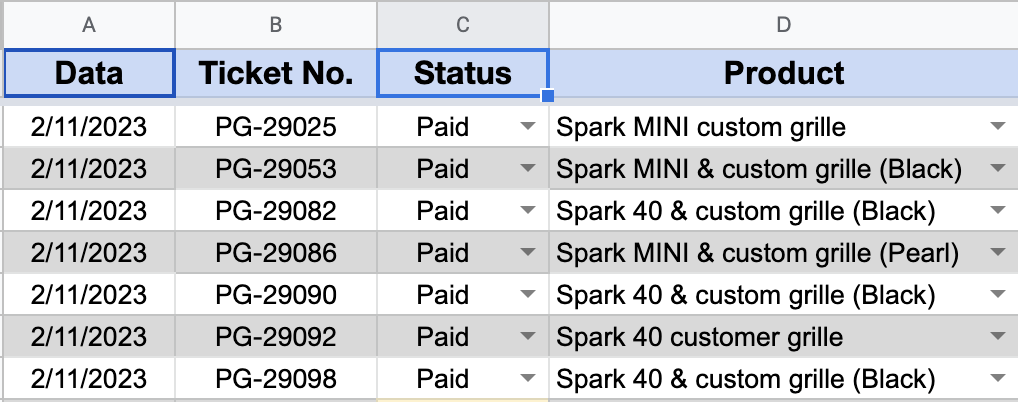 A B C D
Data Ticket No. Status Product
2/11/2023 PG-29025 Paid Spark MINI custom grille
2/11/2023 PG-29053 Paid Spark MINI & custom grille (Black)
2/11/2023 PG-29082 Paid Spark 40 & custom grille (Black)
2/11/2023 PG-29086 Paid Spark MINI & custom grille (Pearl)
2/11/2023 PG-29090 Paid Spark 40 & custom grille (Black)
2/11/2023 PG-29092 Paid Spark 40 customer grille
2/11/2023 PG-29098 Paid Spark 40 & custom grille (Black)